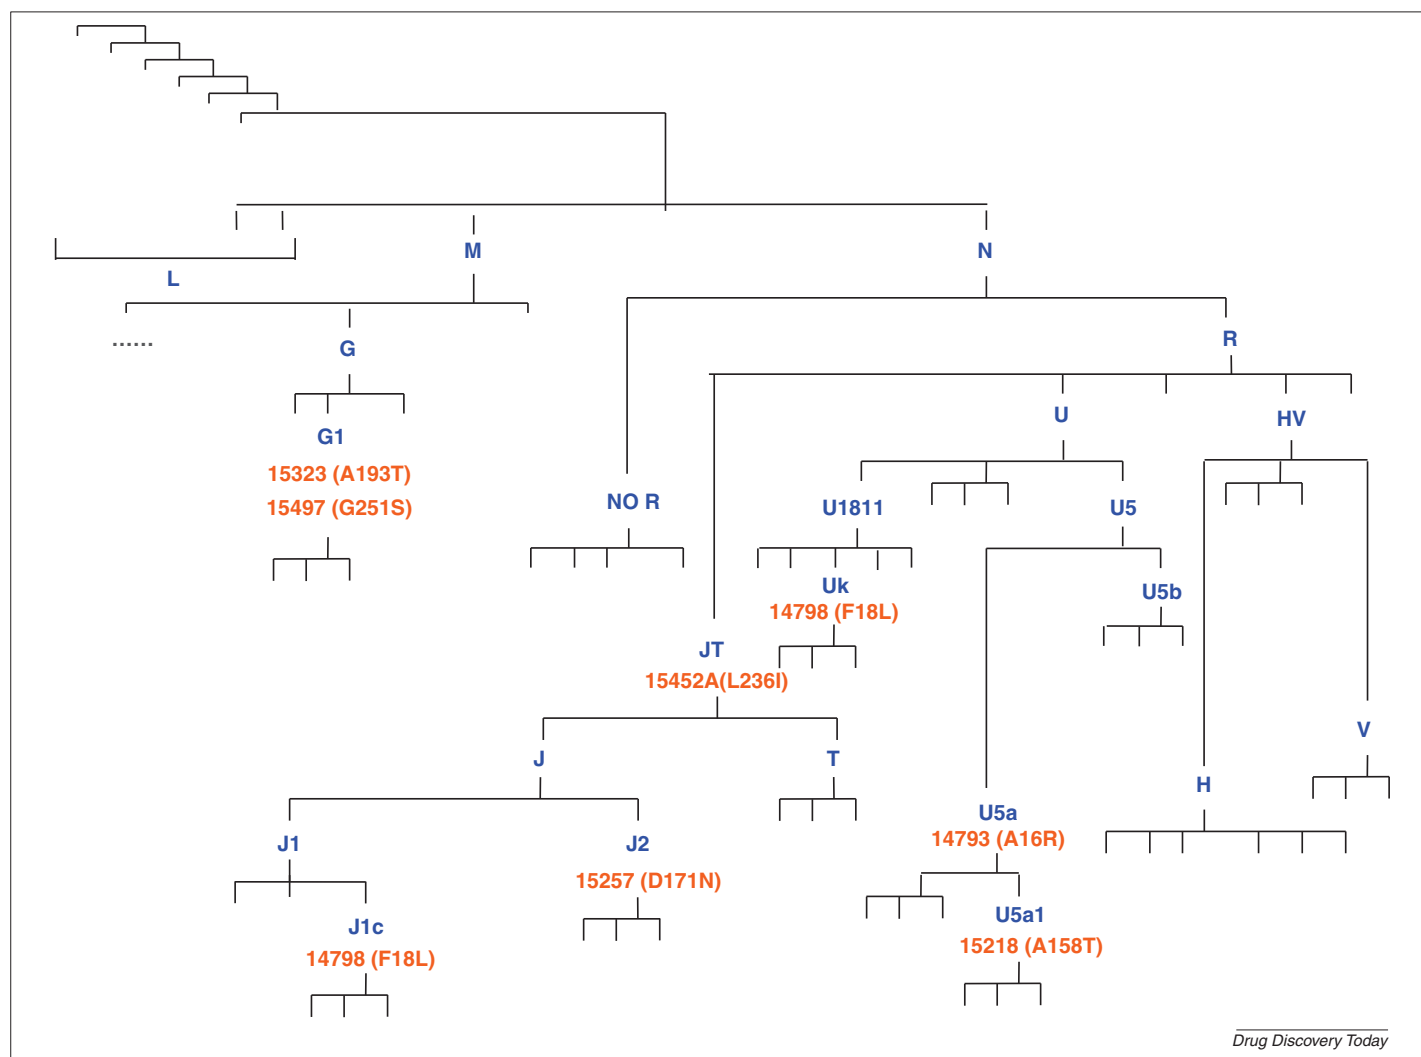 M
N
L
......
G
R
G1
15323 (A193T)
15497 (G251S)
U
HV
NO R
U1811
U5
Uk
14798 (F18L)
U5b
JT
15452A(L236I)
J
T
V
H
J1
J2
15257 (D171N)
U5a
14793 (A16R)
J1c
14798 (F18L)
U5a1
15218 (A158T)
Drug Discovery Today